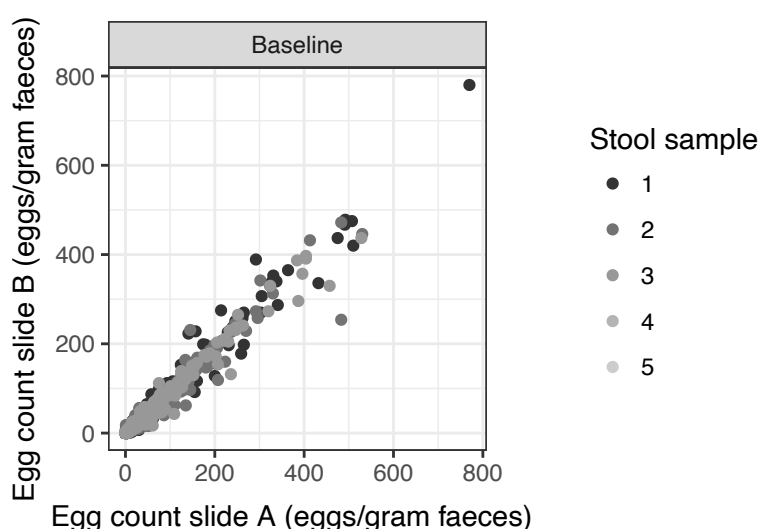 Baseline
800
600
400
200
0
0 200 400 600 800
Egg count slide B (eggs/gram faeces)
Egg count slide A (eggs/gram faeces)
Stool sample
1
2
3
4
5